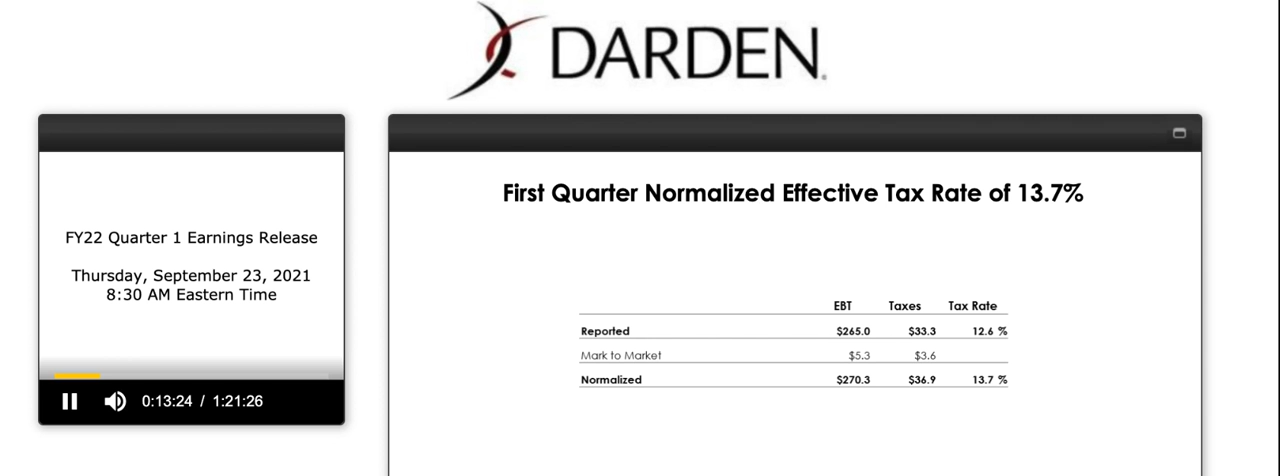 DARDEN
FY22 Quarter 1 Earnings Release
Thursday, September 23, 2021
8:30 AM Eastern Time
0:13:24 / 1:21:26
First Quarter Normalized Effective Tax Rate of 13.7%
EBT Taxes Tax Rate
Reported $265.0 $33.3 12.6 %
Mark to Market $5.3 $3.6
Normalized $270.3 $36.9 13.7 %